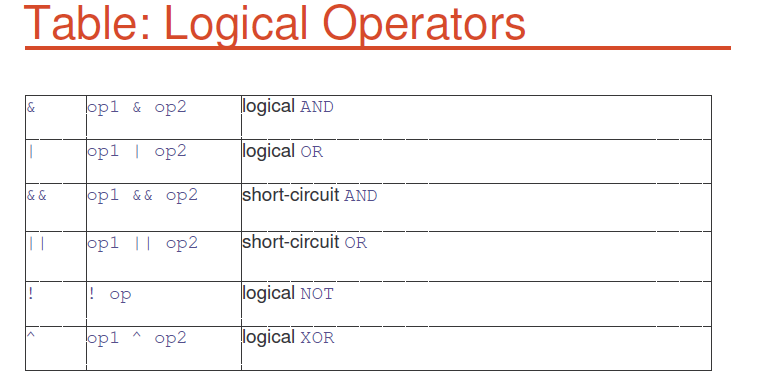 Table: Logical Operators
& op1 & op2 logical AND
| op1 | op2 logical OR
&& op1 && op2 short-circuit AND
|| op1 || op2 short-circuit OR
! ! op logical NOT
^ op1 ^ op2 logical XOR